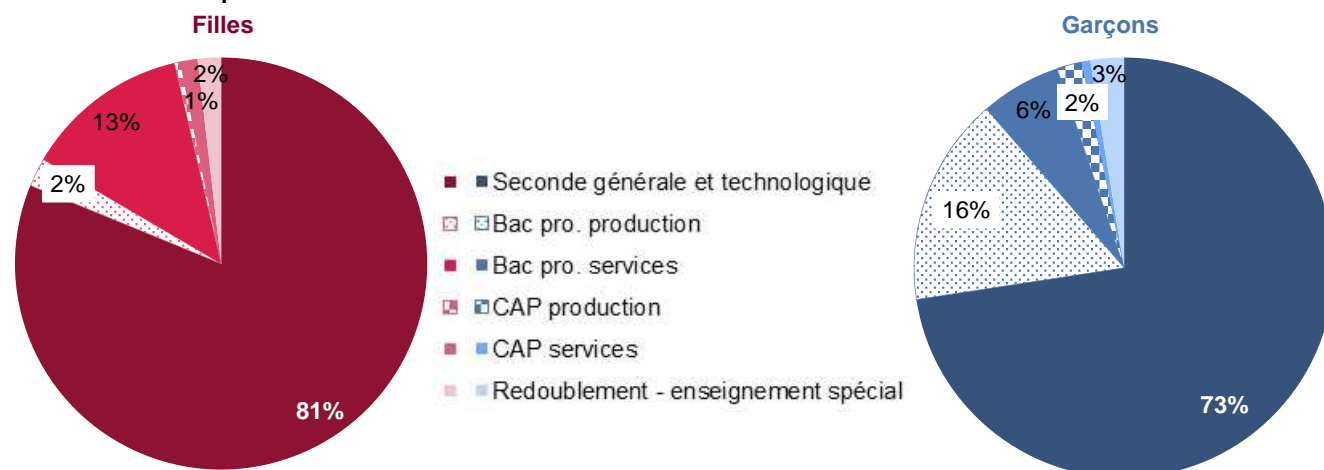 Filles
Garçons
2%
1%
13%
2%
81%
Seconde générale et technologique
Bac pro. production
Bac pro. services
CAP production
CAP services
Redoublement - enseignement spécial
3%
2%
6%
16%
73%